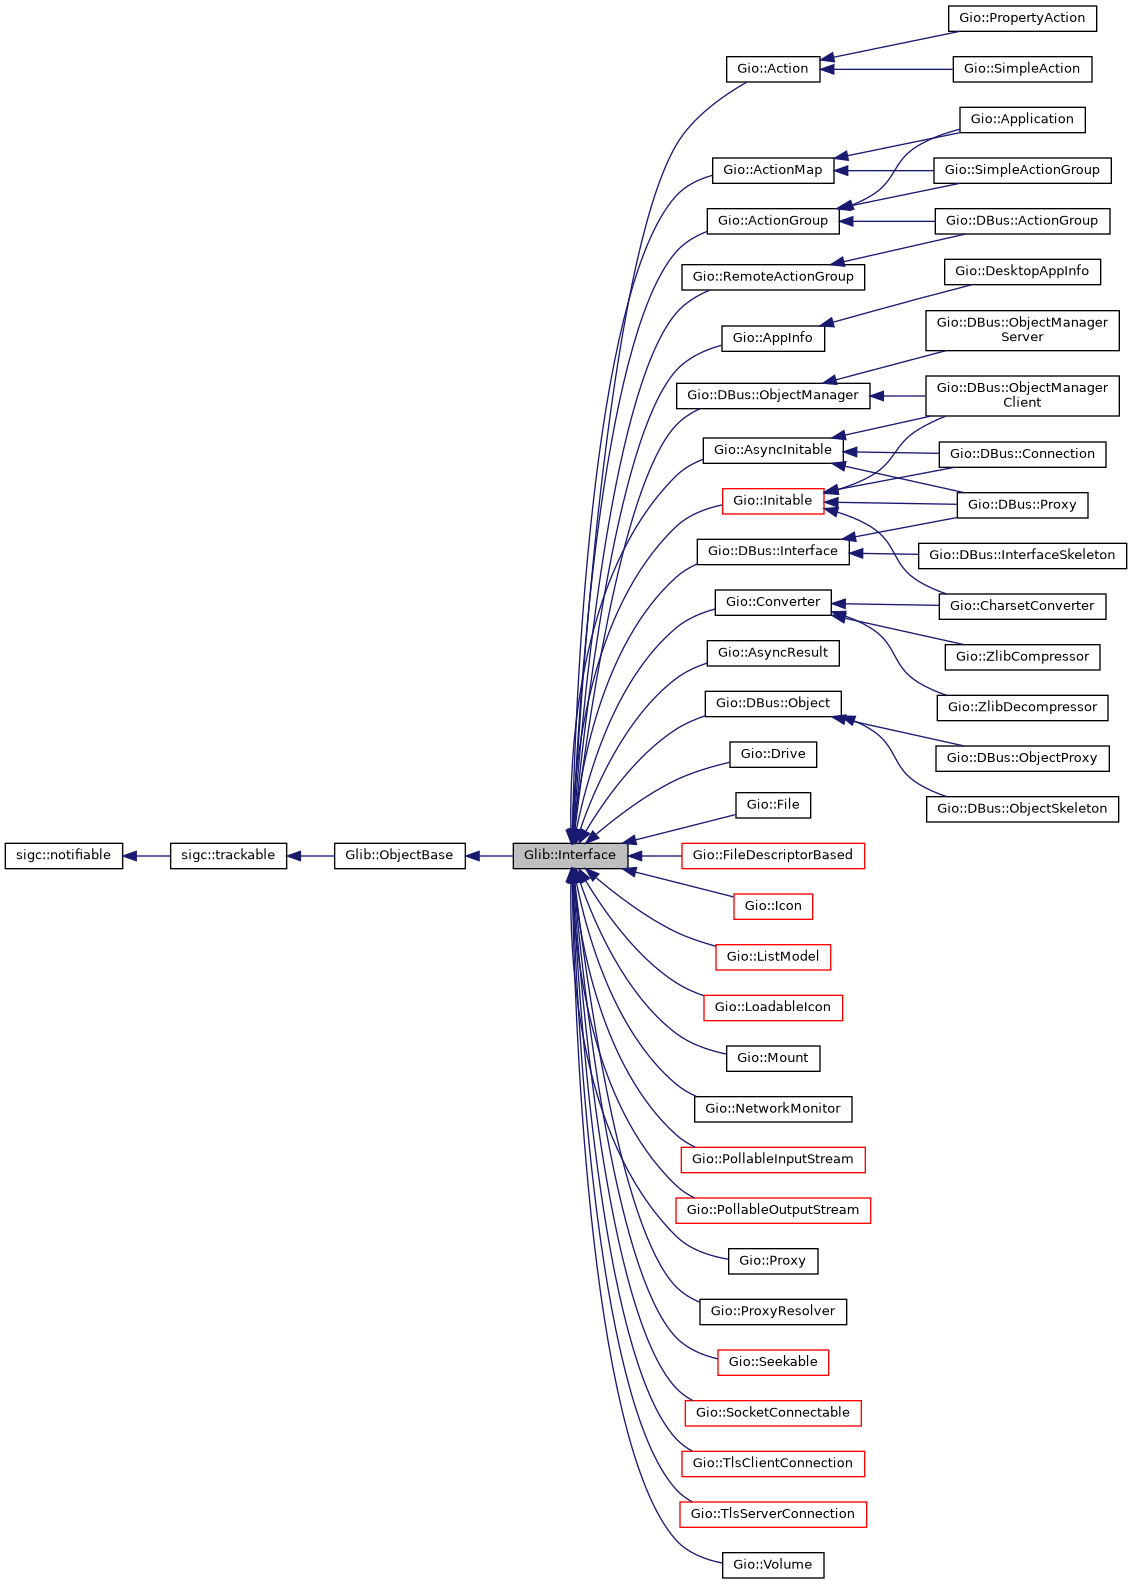 Gio::PropertyAction
Gio::Action
Gio::SimpleAction
Gio::Application
Gio::ActionMap
Gio::SimpleActionGroup
Gio::ActionGroup
Gio::DBus::ActionGroup
Gio::RemoteActionGroup
Gio::DesktopAppInfo
Gio::AppInfo
Gio::DBus::ObjectManager
Server
Gio::DBus::ObjectManager
Gio::DBus::ObjectManager
Client
Gio::AsyncInitable
Gio::DBus::Connection
Gio::Initable
Gio::DBus::Proxy
Gio::DBus::Interface
Gio::DBus::InterfaceSkeleton
Gio::Converter
Gio::CharsetConverter
Gio::AsyncResult
Gio::ZlibCompressor
Gio::DBus::Object
Gio::ZlibDecompressor
Gio::Drive
Gio::DBus::ObjectProxy
Gio::File
Gio::DBus::ObjectSkeleton
sigc::notifiable
sigc::trackable
Glib::ObjectBase
Glib::Interface
Gio::FileDescriptorBased
Gio::Icon
Gio::ListModel
Gio::LoadableIcon
Gio::Mount
Gio::NetworkMonitor
Gio::PollableInputStream
Gio::PollableOutputStream
Gio::Proxy
Gio::ProxyResolver
Gio::Seekable
Gio::SocketConnectable
Gio::TlsClientConnection
Gio::TlsServerConnection
Gio::Volume